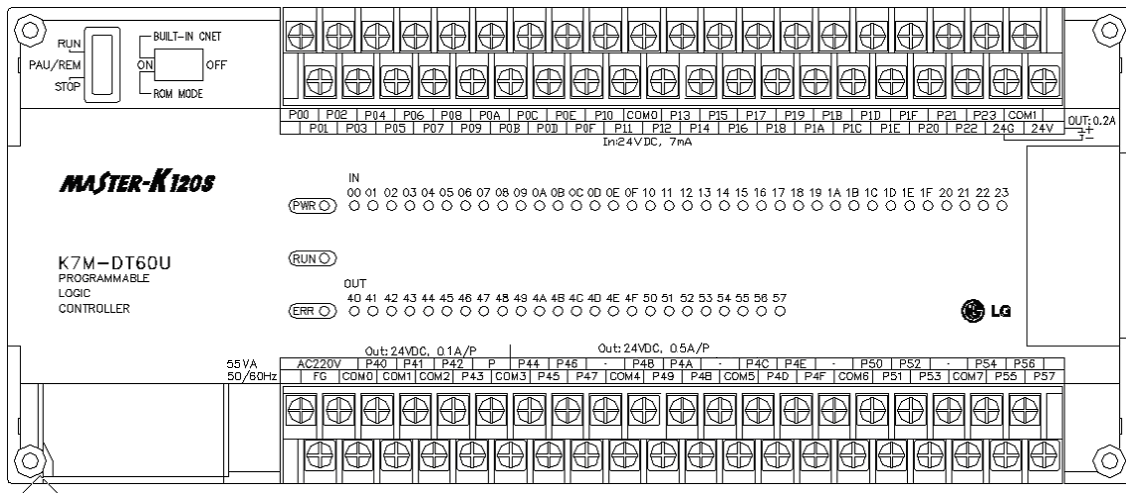 RUN
PAU/REM
STOP
BUILT-IN CNET
ON OFF
ROM MODE
P00 P02 P04 P06 P08 P0A P0C P0E P10 COM0 P13 P15 P17 P19 P1B P1D P1F P21 P23 COM1
P01 P03 P05 P07 P09 P0B P0D P0F P11 P12 P14 P16 P18 P1A P1C P1E P20 P22 24G 24V
OUT: 0.2A
+
-
In:24VDC, 7mA
MASTER-K120S
IN
00 01 02 03 04 05 06 07 08 09 0A 0B 0C 0D 0E 0F 10 11 12 13 14 15 16 17 18 19 1A 1B 1C 1D 1E 1F 20 21 22 23
PWR
K7M-DT60U
PROGRAMMABLE
LOGIC
CONTROLLER
RUN
OUT
40 41 42 43 44 45 46 47 48 49 4A 4B 4C 4D 4E 4F 50 51 52 53 54 55 56 57
ERR
LG
Out: 24VDC, 0.1A/P Out: 24VDC, 0.5A/P
55VA
50/60Hz
AC220V P40 P41 P42 P P44 P46 - P48 P4A - P4C P4E - P50 P52 - P54 P56
FG COM0 COM1 COM2 P43 COM3 P45 P47 COM4 P49 P4B COM5 P4D P4F COM6 P51 P53 COM7 P55 P57